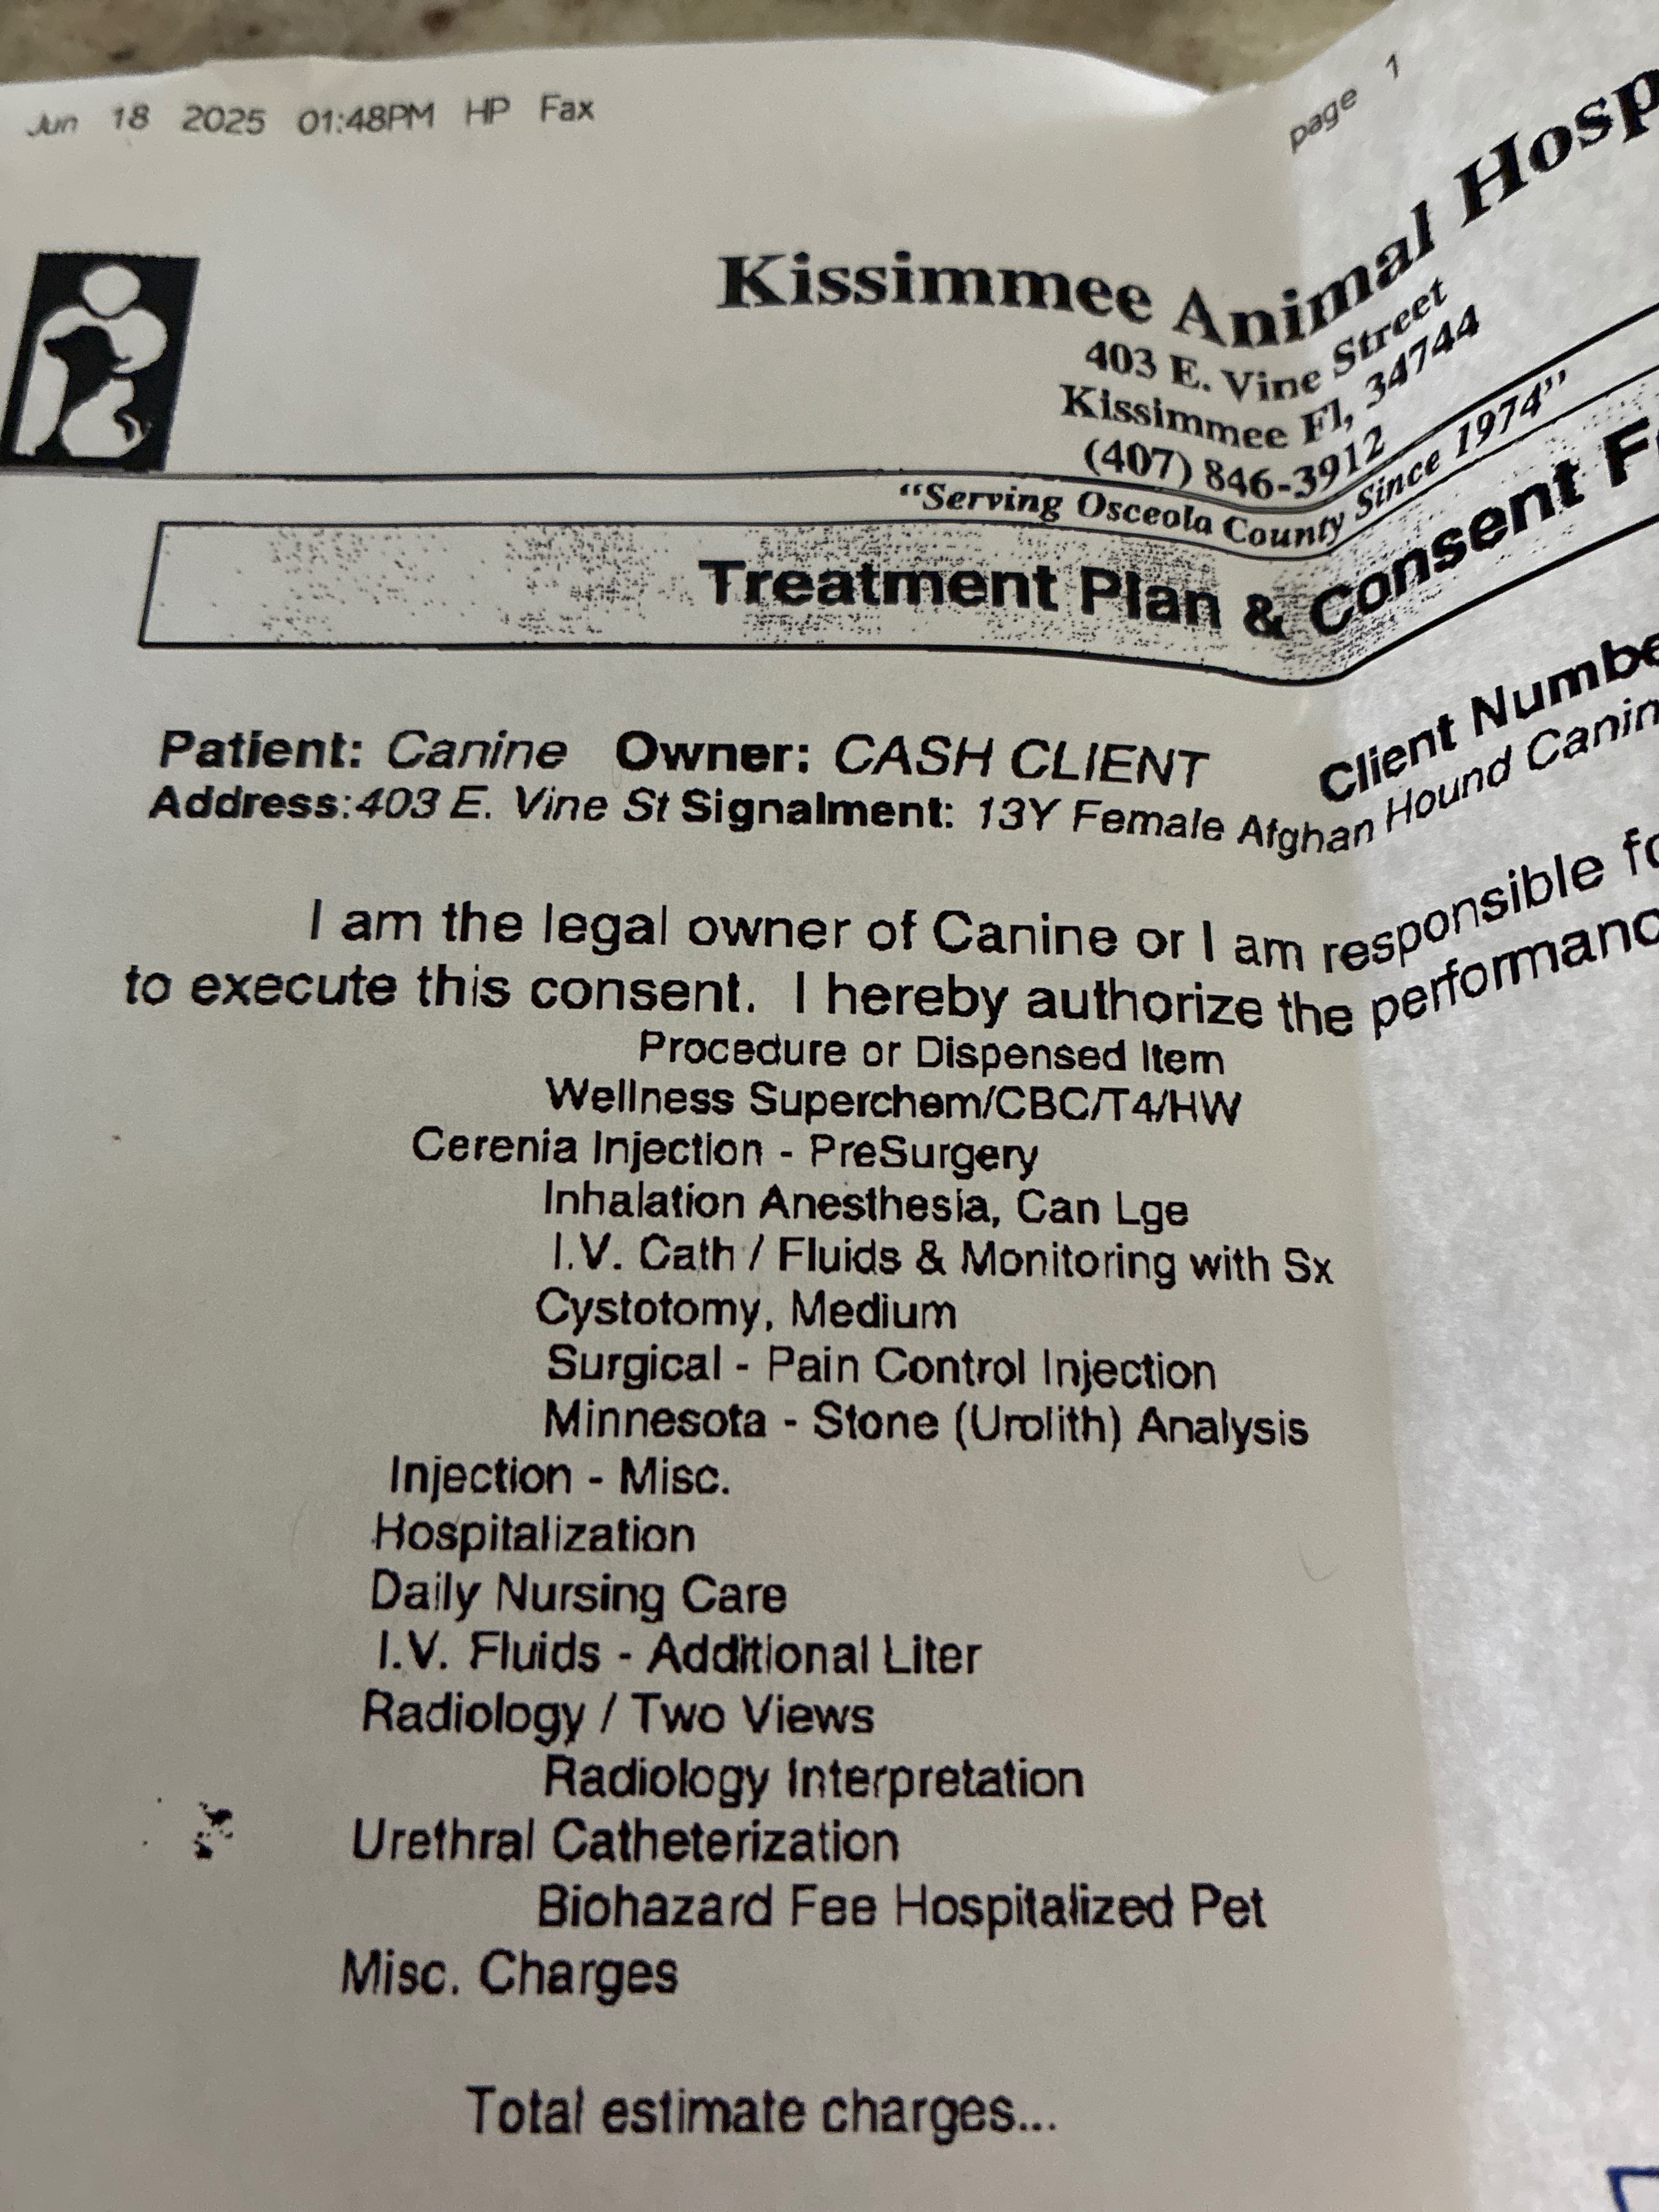 Jun 18 2025 01:48PM HP Fax page 1
Kissimmee Animal Hosp
403 E. Vine Street
Kissimmee Fl, 34744
(407) 846-3912
"Serving Osceola County Since 1974"
Treatment Plan & Consent F
Patient: Canine Owner: CASH CLIENT Client Numbe
Address:403 E. Vine St Signalment: 13Y Female Afghan Hound Canin
I am the legal owner of Canine or I am responsible fo
to execute this consent. I hereby authorize the performanc
Procedure or Dispensed Item
Wellness Superchem/CBC/T4/HW
Cerenia Injection - PreSurgery
Inhalation Anesthesia, Can Lge
I.V. Cath / Fluids & Monitoring with Sx
Cystotomy, Medium
Surgical - Pain Control Injection
Minnesota - Stone (Urolith) Analysis
Injection - Misc.
Hospitalization
Daily Nursing Care
I.V. Fluids - Additional Liter
Radiology / Two Views
Radiology Interpretation
Urethral Catheterization
Biohazard Fee Hospitalized Pet
Misc. Charges
Total estimate charges...